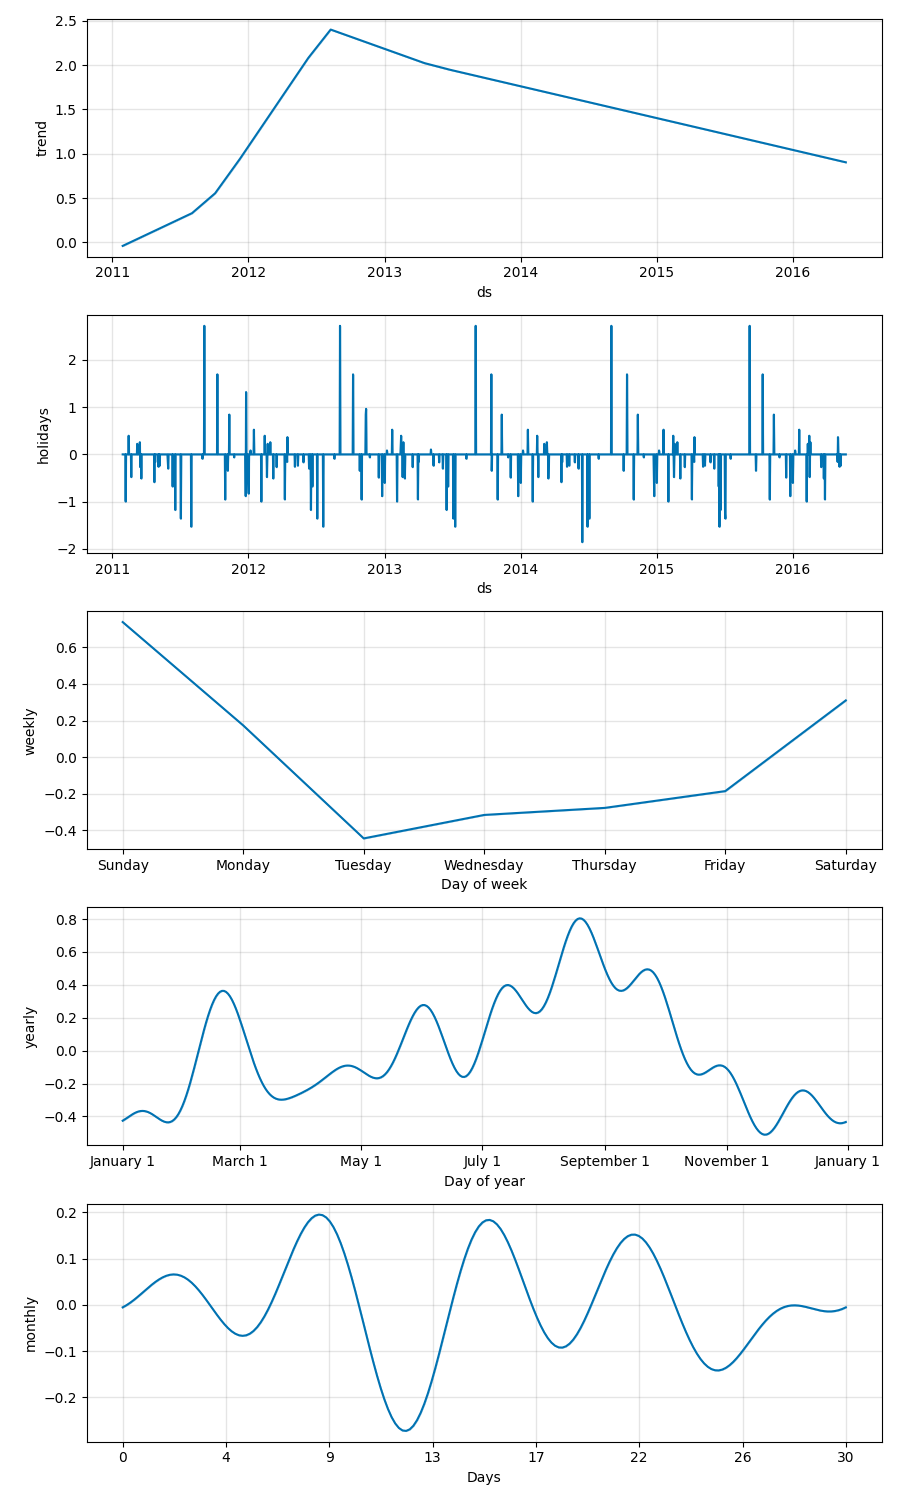 2.5
2.0
1.5
1.0
0.5
0.0
trend
2011 2012 2013 2014 2015 2016
ds
2
1
0
−1
−2
holidays
2011 2012 2013 2014 2015 2016
ds
0.6
0.4
0.2
0.0
−0.2
−0.4
weekly
Sunday Monday Tuesday Wednesday Thursday Friday Saturday
Day of week
0.8
0.6
0.4
0.2
0.0
−0.2
−0.4
yearly
January 1 March 1 May 1 July 1 September 1 November 1 January 1
Day of year
0.2
0.1
0.0
−0.1
−0.2
monthly
0 4 9 13 17 22 26 30
Days